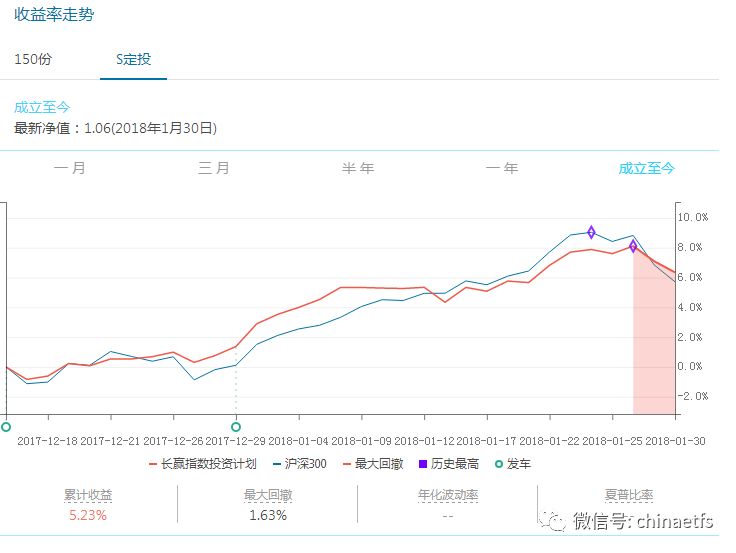 收益率走势
150份 S定投
成立至今
最新净值：1.06(2018年1月30日)
一月 三月 半年 一年 成立至今
10.0%
8.0%
6.0%
4.0%
2.0%
0.0%
-2.0%
2017-12-18 2017-12-21 2017-12-26 2017-12-29 2018-01-04 2018-01-09 2018-01-12 2018-01-17 2018-01-22 2018-01-25 2018-01-30
长赢指数投资计划 沪深300 最大回撤 历史最高 发车
累计收益 最大回撤 年化波动率 夏普比率
5.23% 1.63% -- --
微信号: chinaetfs